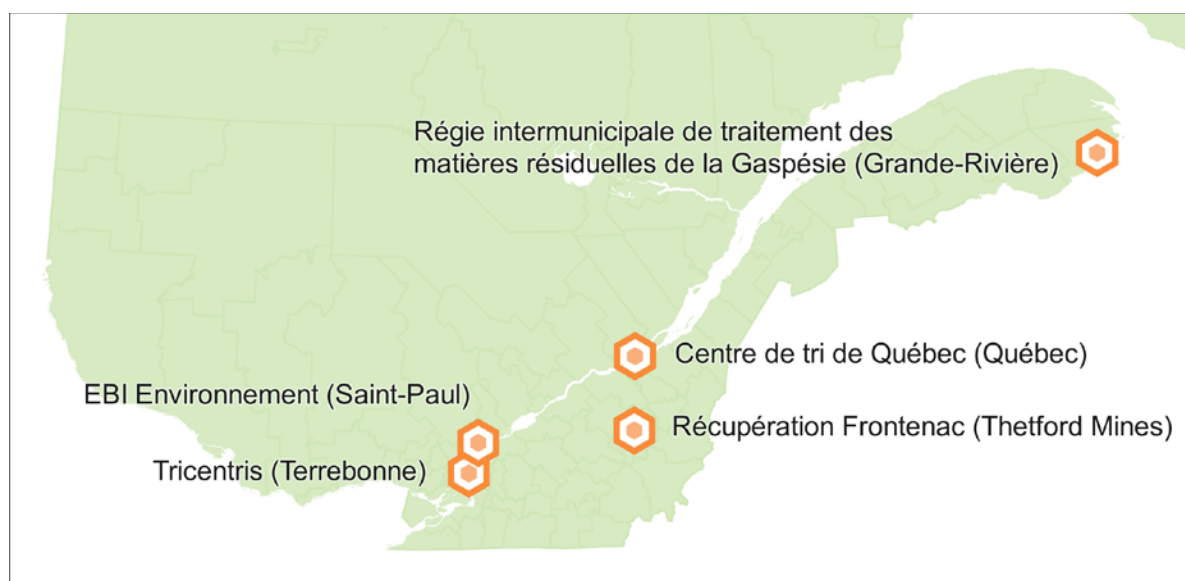 Régie intermunicipale de traitement des
matières résiduelles de la Gaspésie (Grande-Rivière)
Centre de tri de Québec (Québec)
EBI Environnement (Saint-Paul)
Récupération Frontenac (Thetford Mines)
Tricentris (Terrebonne)